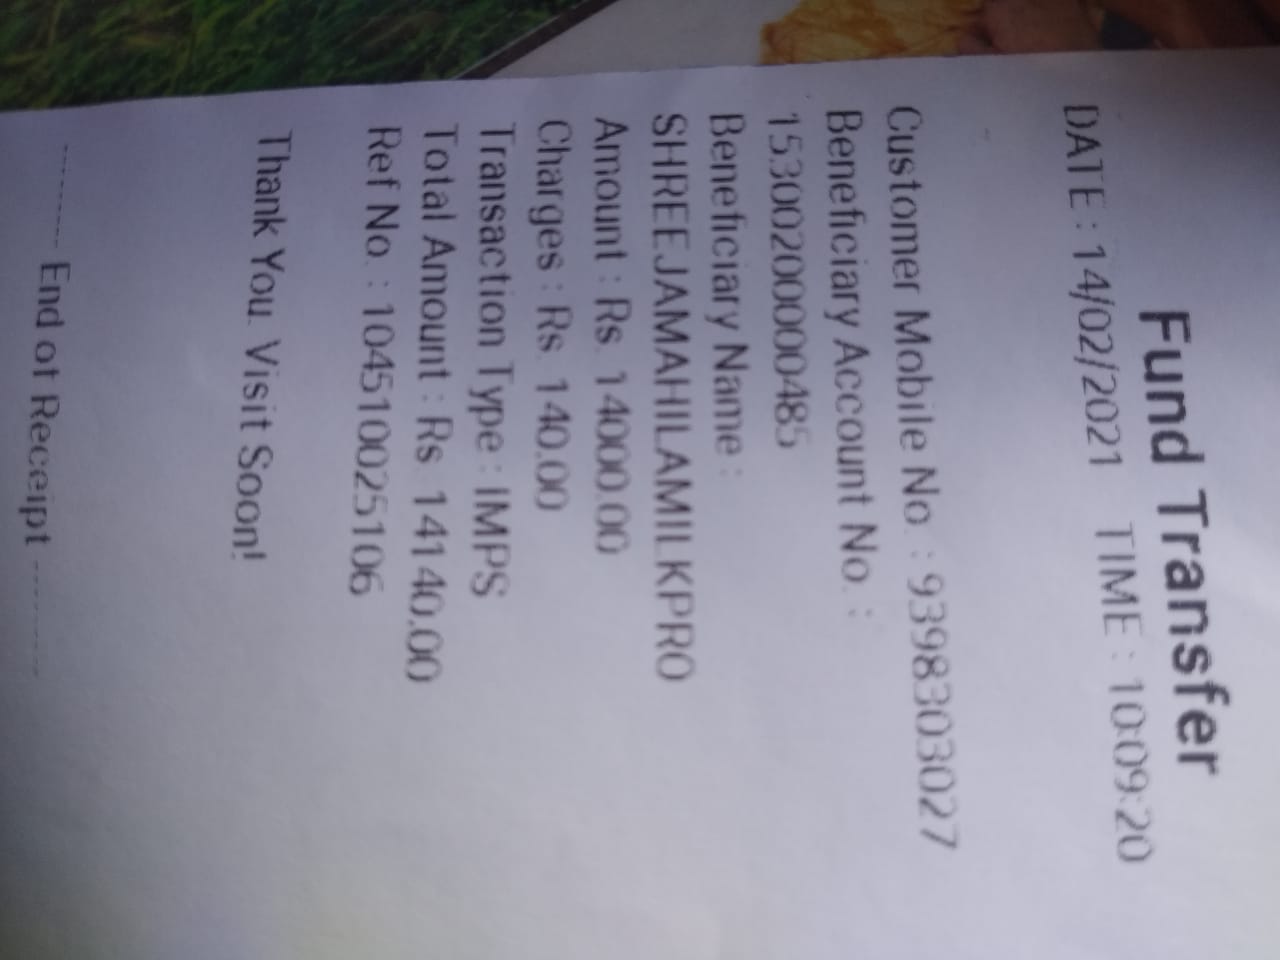 Fund Transfer
DATE : 14/02/2021 TIME : 10:09:20
Customer Mobile No. : 9398303027
Beneficiary Account No. :
15300200000485
Beneficiary Name :
SHREEJAMAHILAMILKPRO
Amount : Rs. 14000.00
Charges : Rs. 140.00
Transaction Type : IMPS
Total Amount : Rs. 14140.00
Ref No. : 104510025106
Thank You. Visit Soon!
--------- End of Receipt ---------